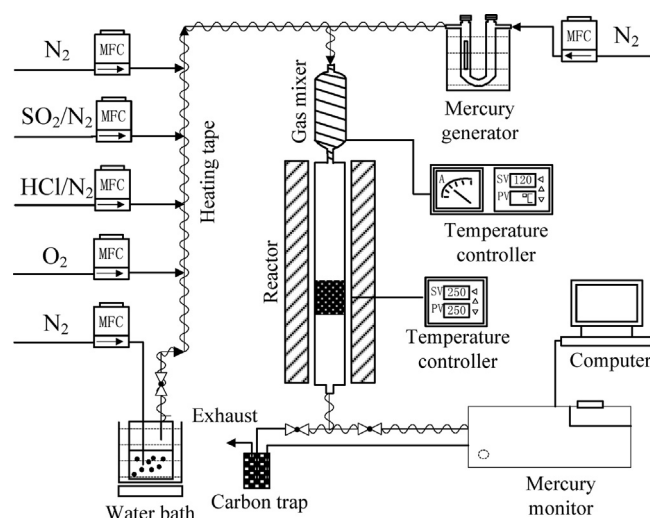 N₂
MFC
SO₂/N₂
MFC
HCl/N₂
MFC
O₂
MFC
N₂
MFC
Heating tape
Water bath
Gas mixer
Reactor
Mercury
generator
MFC
N₂
A
SV 120
PV ℃
Temperature
controller
SV 250
PV 250
Temperature
controller
Computer
Exhaust
Carbon trap
Mercury
monitor